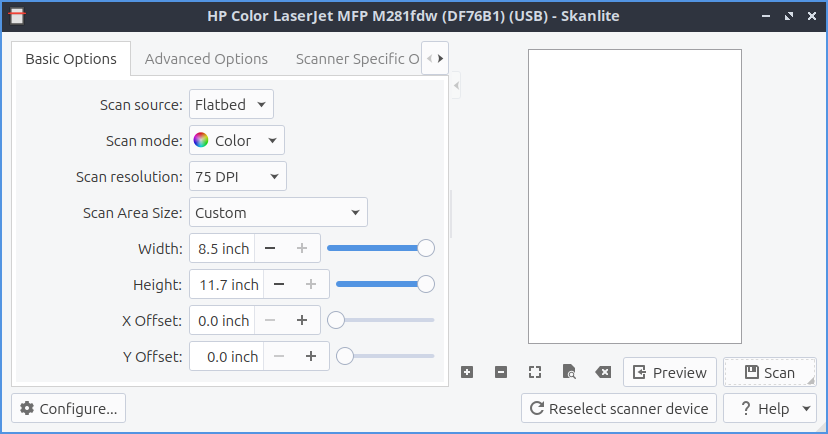 HP Color LaserJet MFP M281fdw (DF76B1) (USB) - Skanlite
Basic Options Advanced Options Scanner Specific O
Scan source: Flatbed
Scan mode: Color
Scan resolution: 75 DPI
Scan Area Size: Custom
Width: 8.5 inch
Height: 11.7 inch
X Offset: 0.0 inch
Y Offset: 0.0 inch
Preview Scan
Configure... Reselect scanner device ? Help